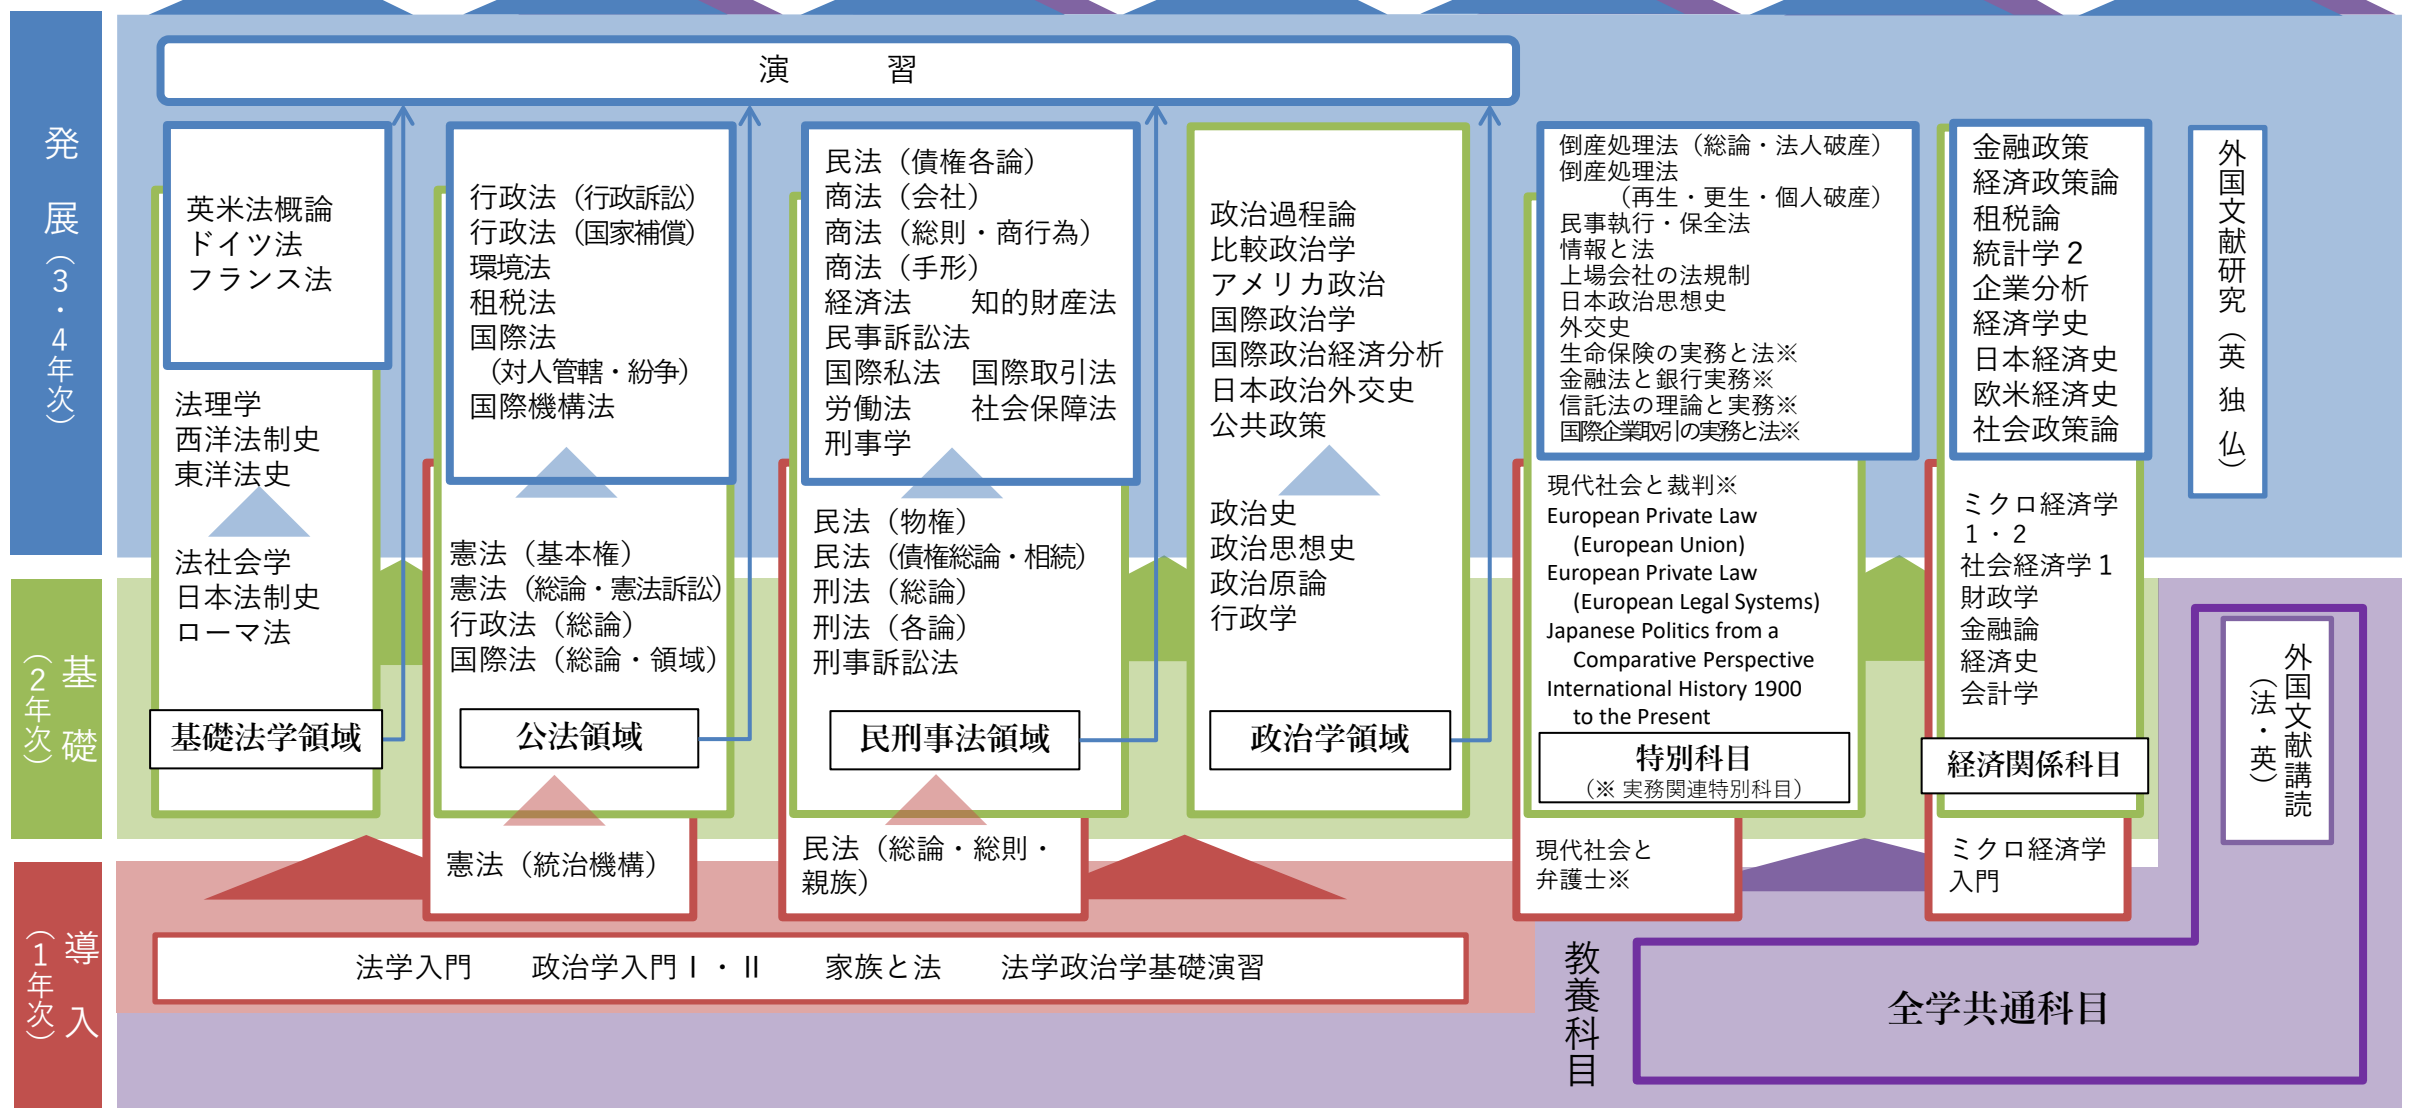 発展（3・4年次）
演習
英米法概論
ドイツ法
フランス法
法理学
西洋法制史
東洋法史
法社会学
日本法制史
ローマ法
基礎法学領域
行政法（行政訴訟）
行政法（国家補償）
環境法
租税法
国際法
（対人管轄・紛争）
国際機構法
憲法（基本権）
憲法（総論・憲法訴訟）
行政法（総論）
国際法（総論・領域）
公法領域
憲法（統治機構）
民法（債権各論）
商法（会社）
商法（総則・商行為）
商法（手形）
経済法　知的財産法
民事訴訟法
国際私法　国際取引法
労働法　社会保障法
刑事学
民法（物権）
民法（債権総論・相続）
刑法（総論）
刑法（各論）
刑事訴訟法
民刑事法領域
民法（総論・総則・
親族）
政治過程論
比較政治学
アメリカ政治
国際政治学
国際政治経済分析
日本政治外交史
公共政策
政治史
政治思想史
政治原論
行政学
政治学領域
倒産処理法（総論・法人破産）
倒産処理法
（再生・更生・個人破産）
民事執行・保全法
情報と法
上場会社の法規制
日本政治思想史
外交史
生命保険の実務と法※
金融法と銀行実務※
信託法の理論と実務※
国際企業取引の実務と法※
現代社会と裁判※
European Private Law
(European Union)
European Private Law
(European Legal Systems)
Japanese Politics from a
Comparative Perspective
International History 1900
to the Present
特別科目
（※ 実務関連特別科目）
現代社会と
弁護士※
金融政策
経済政策論
租税論
統計学２
企業分析
経済学史
日本経済史
欧米経済史
社会政策論
ミクロ経済学
１・２
社会経済学１
財政学
金融論
経済史
会計学
経済関係科目
ミクロ経済学
入門
外国文献研究（英 独 仏）
基礎
（2年次）
外国文献講読
（法・英）
導入
（1年次）
法学入門　政治学入門Ⅰ・Ⅱ　家族と法　法学政治学基礎演習
教養科目
全学共通科目